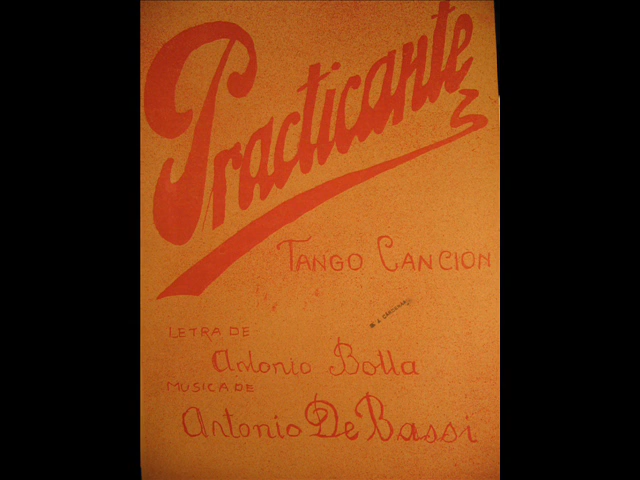 Practicante
TANGO CANCION
LETRA DE
Antonio Botta
MUSICA DE
Antonio De Bassi